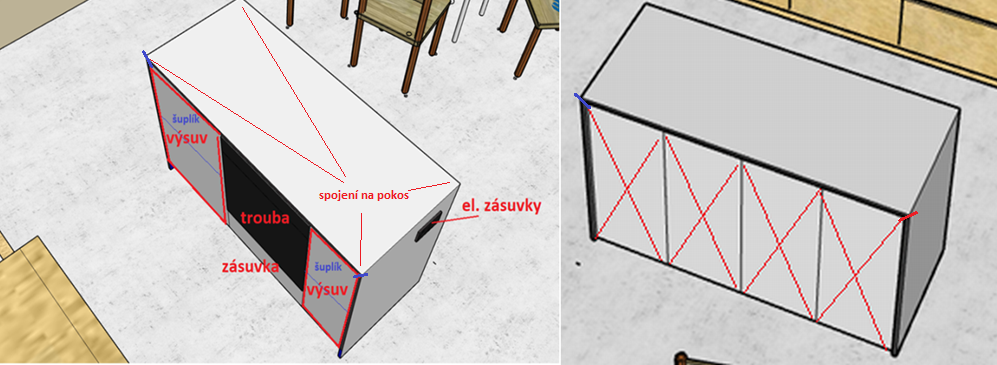 šuplík
výsuv
spojení na pokos
el. zásuvky
trouba
zásuvka
šuplík
výsuv